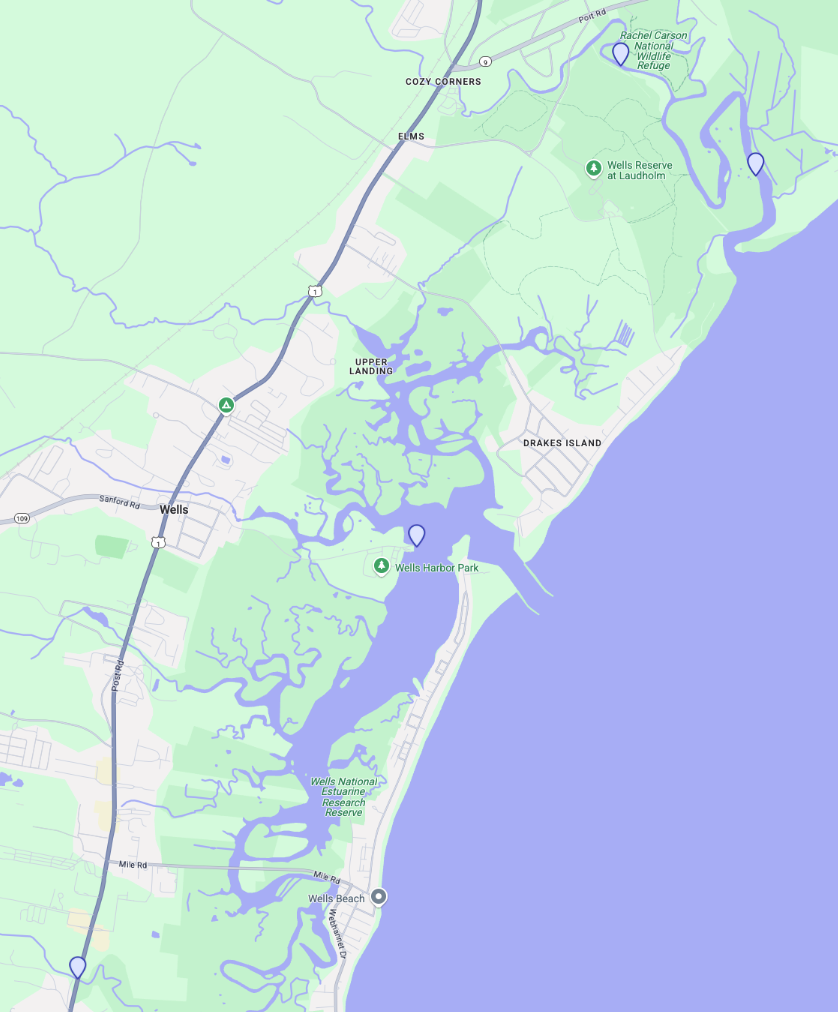 Port Rd
Rachel Carson
National
Wildlife
Refuge
9
COZY CORNERS
ELMS
Wells Reserve
at Laudholm
1
UPPER
LANDING
DRAKES ISLAND
Sanford Rd
109
Wells
1
Wells Harbor Park
Post Rd
Wells National
Estuarine
Research
Reserve
Mile Rd
Mile Rd
Wells Beach
Webhannet Dr